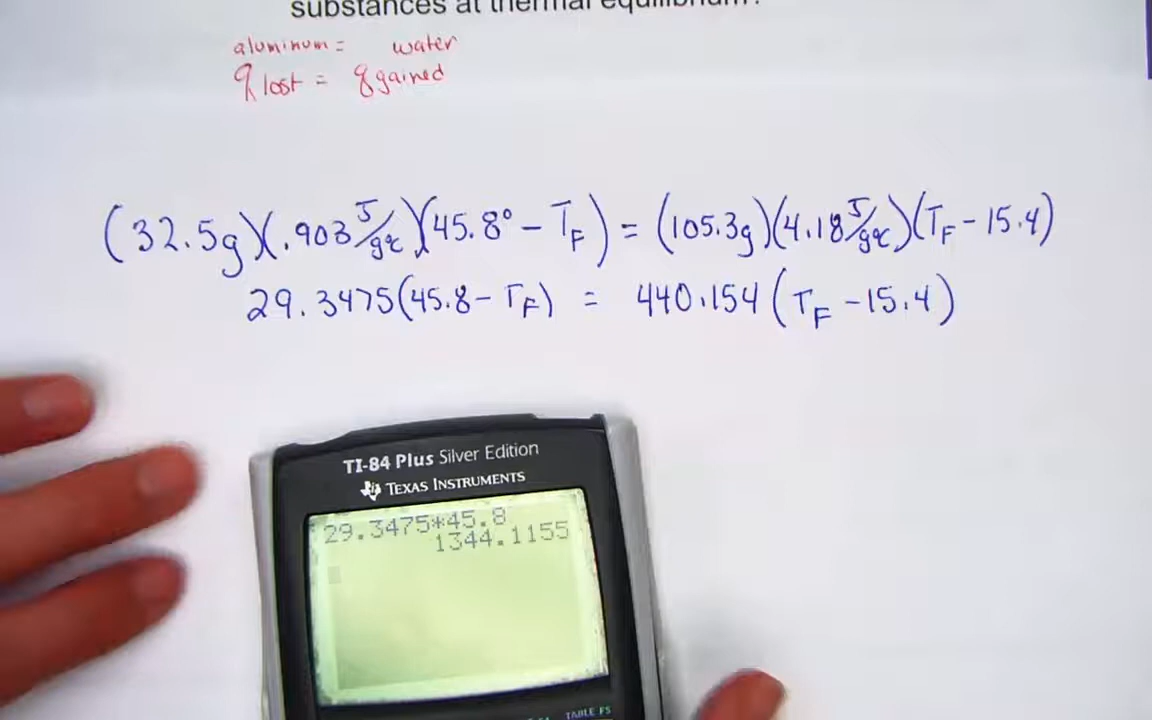 substances at thermal equilibrium?
aluminum = water
q lost = q gained
(32.5g)(.903 J/g°c)(45.8° - TF) = (105.3g)(4.18 J/g°c)(TF - 15.4)
29.3475(45.8 - TF) = 440.154 (TF - 15.4)
TI-84 Plus Silver Edition
TEXAS INSTRUMENTS
29.3475*45.8
1344.1155
TABLE F5